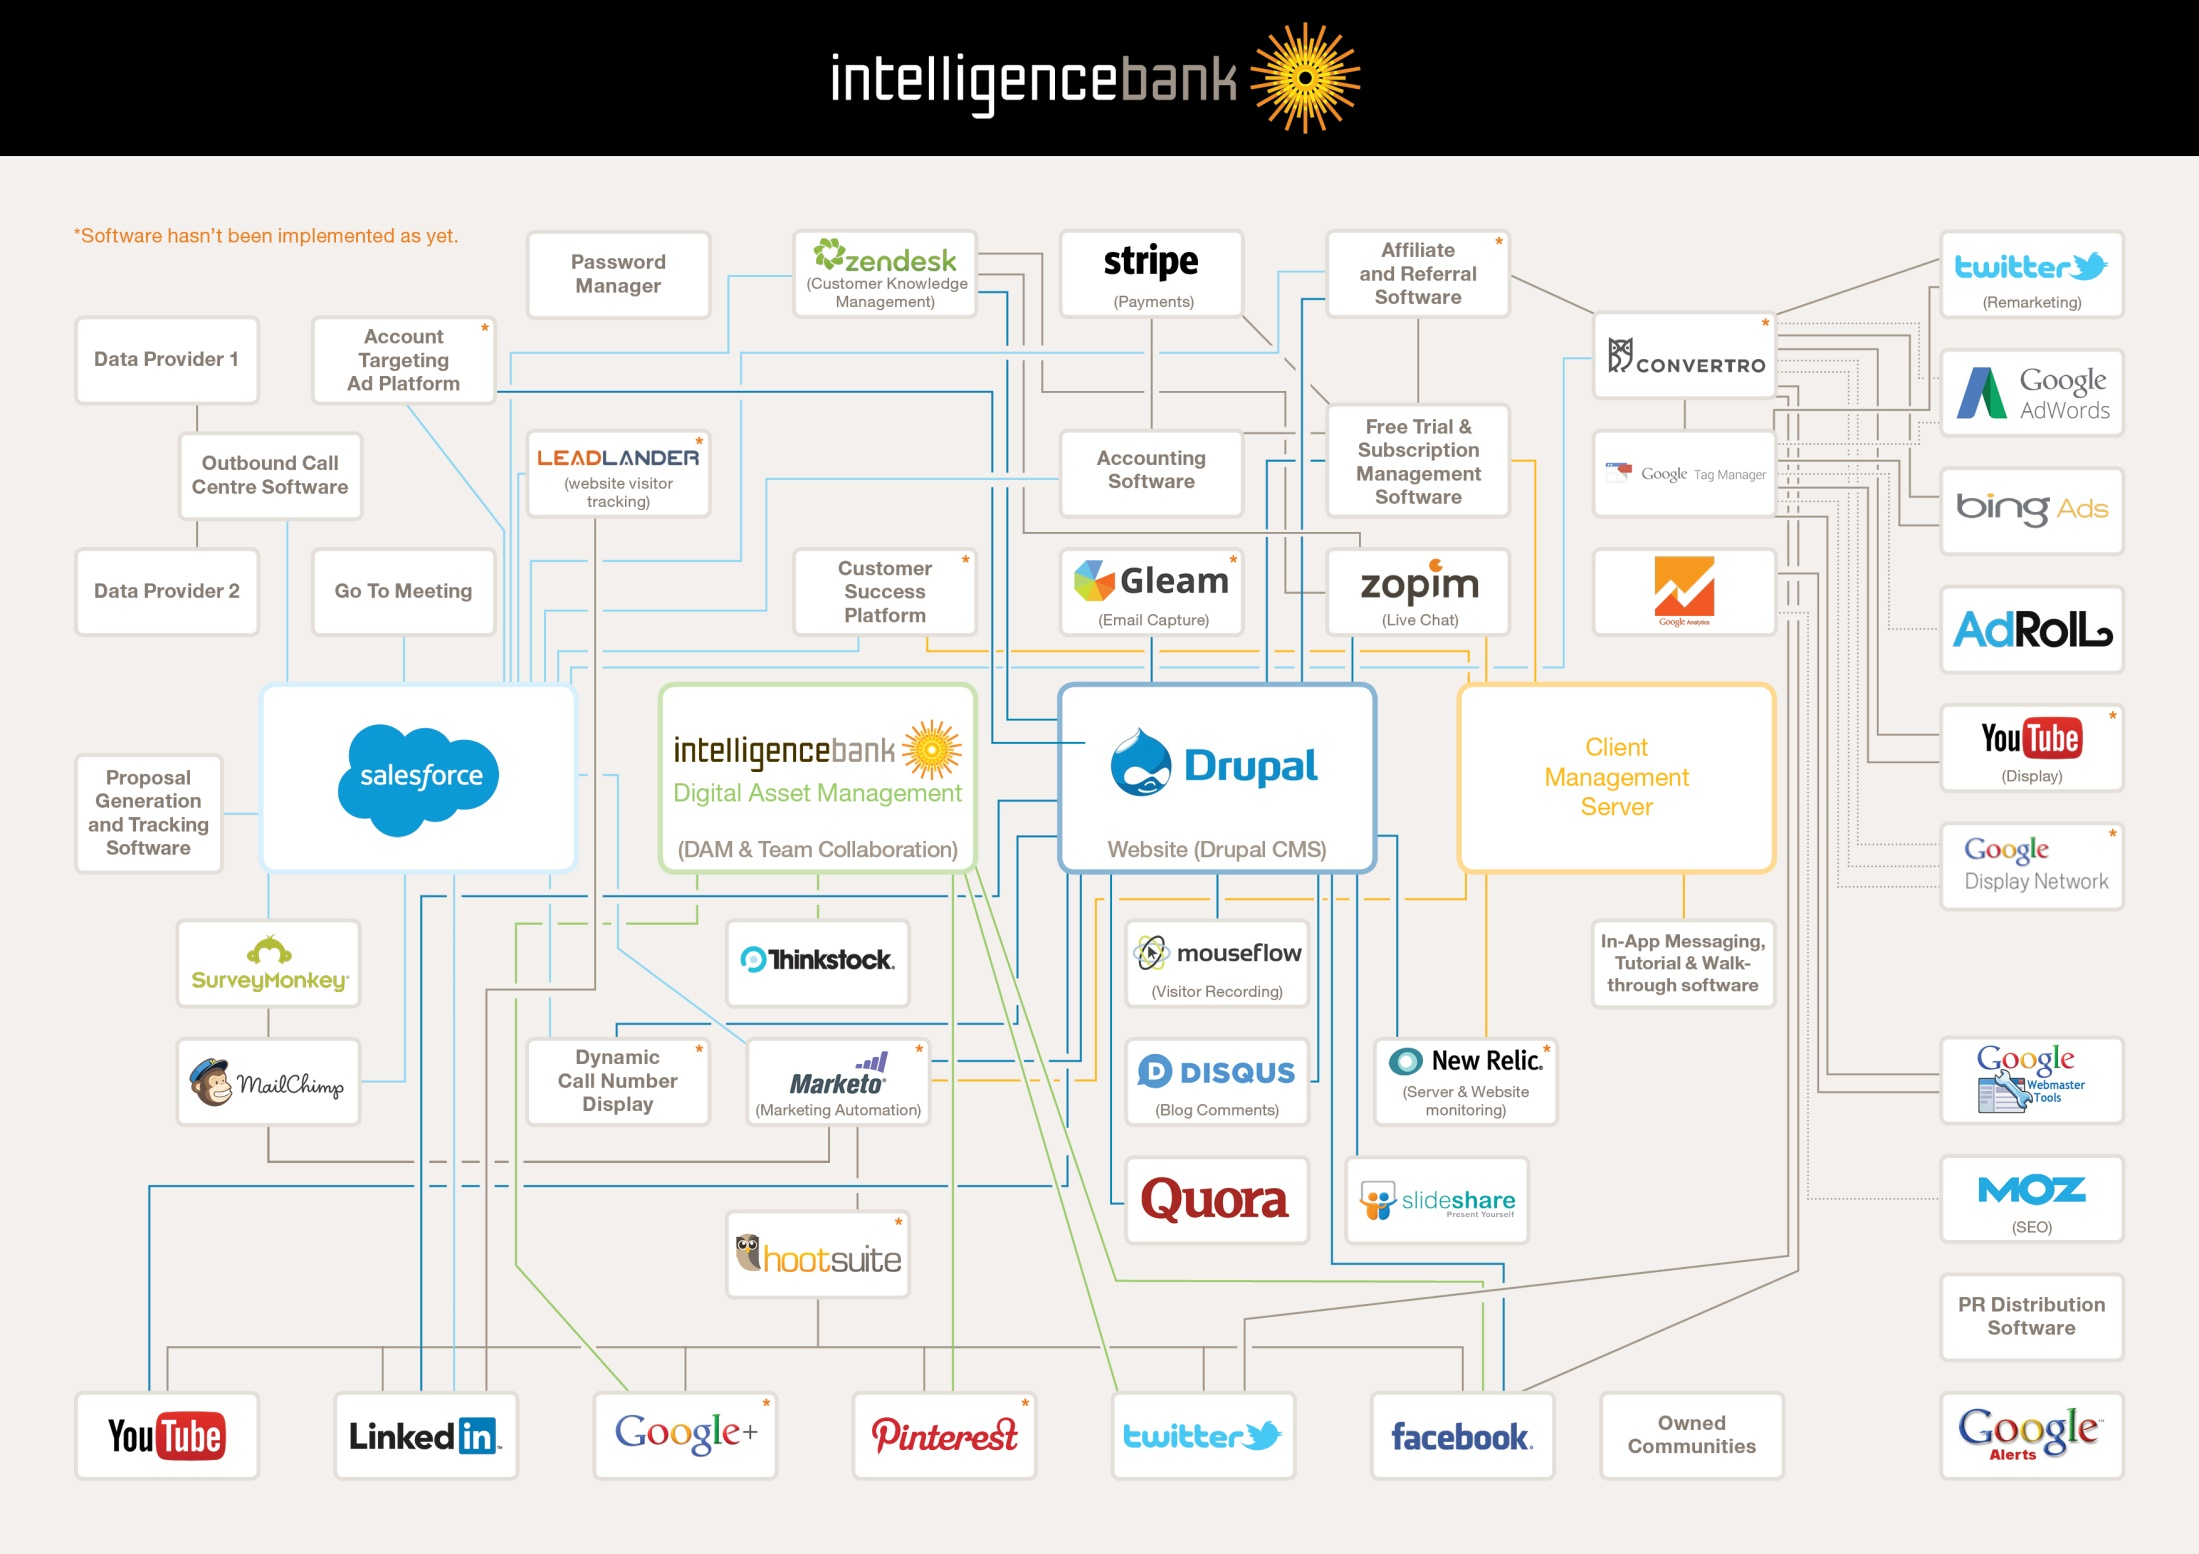 intelligencebank
*Software hasn't been implemented as yet.
Password
Manager
zendesk
(Customer Knowledge
Management)
stripe
(Payments)
*
Affiliate
and Referral
Software
twitter
(Remarketing)
Data Provider 1
*
Account
Targeting
Ad Platform
*
CONVERTRO
Google
AdWords
Outbound Call
Centre Software
*
LEADLANDER
(website visitor
tracking)
Accounting
Software
Free Trial &
Subscription
Management
Software
Google Tag Manager
bing Ads
Data Provider 2
Go To Meeting
*
Customer
Success
Platform
*
Gleam
(Email Capture)
zopim
(Live Chat)
Google Analytics
AdRoll
Proposal
Generation
and Tracking
Software
salesforce
intelligencebank
Digital Asset Management
(DAM & Team Collaboration)
Drupal
Website (Drupal CMS)
Client
Management
Server
*
YouTube
(Display)
*
Google
Display Network
SurveyMonkey®
Thinkstock.
mouseflow
(Visitor Recording)
In-App Messaging,
Tutorial & Walk-
through software
MailChimp
*
Dynamic
Call Number
Display
*
Marketo®
(Marketing Automation)
D DISQUS
(Blog Comments)
*
New Relic.
(Server & Website
monitoring)
Google
Webmaster
Tools
Quora
slideshare
Present Yourself
MOZ
(SEO)
*
hootsuite
PR Distribution
Software
YouTube
Linked in™
*
Google+
*
Pinterest
twitter
facebook.
Owned
Communities
Google™
Alerts